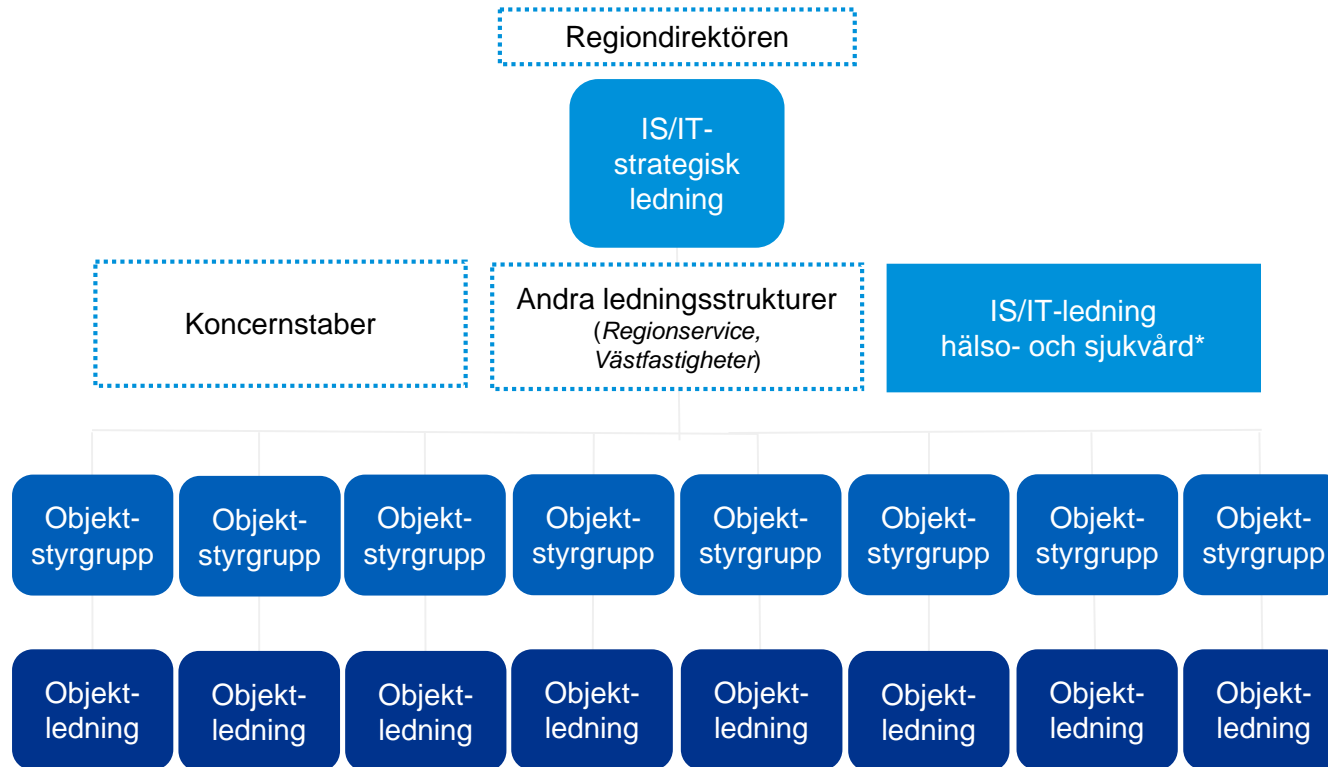 Regiondirektören
IS/IT-
strategisk
ledning
Koncernstaber
Andra ledningsstrukturer
(Regionservice,
Västfastigheter)
IS/IT-ledning
hälso- och sjukvård*
Objekt-
styrgrupp
Objekt-
styrgrupp
Objekt-
styrgrupp
Objekt-
styrgrupp
Objekt-
styrgrupp
Objekt-
styrgrupp
Objekt-
styrgrupp
Objekt-
styrgrupp
Objekt-
ledning
Objekt-
ledning
Objekt-
ledning
Objekt-
ledning
Objekt-
ledning
Objekt-
ledning
Objekt-
ledning
Objekt-
ledning